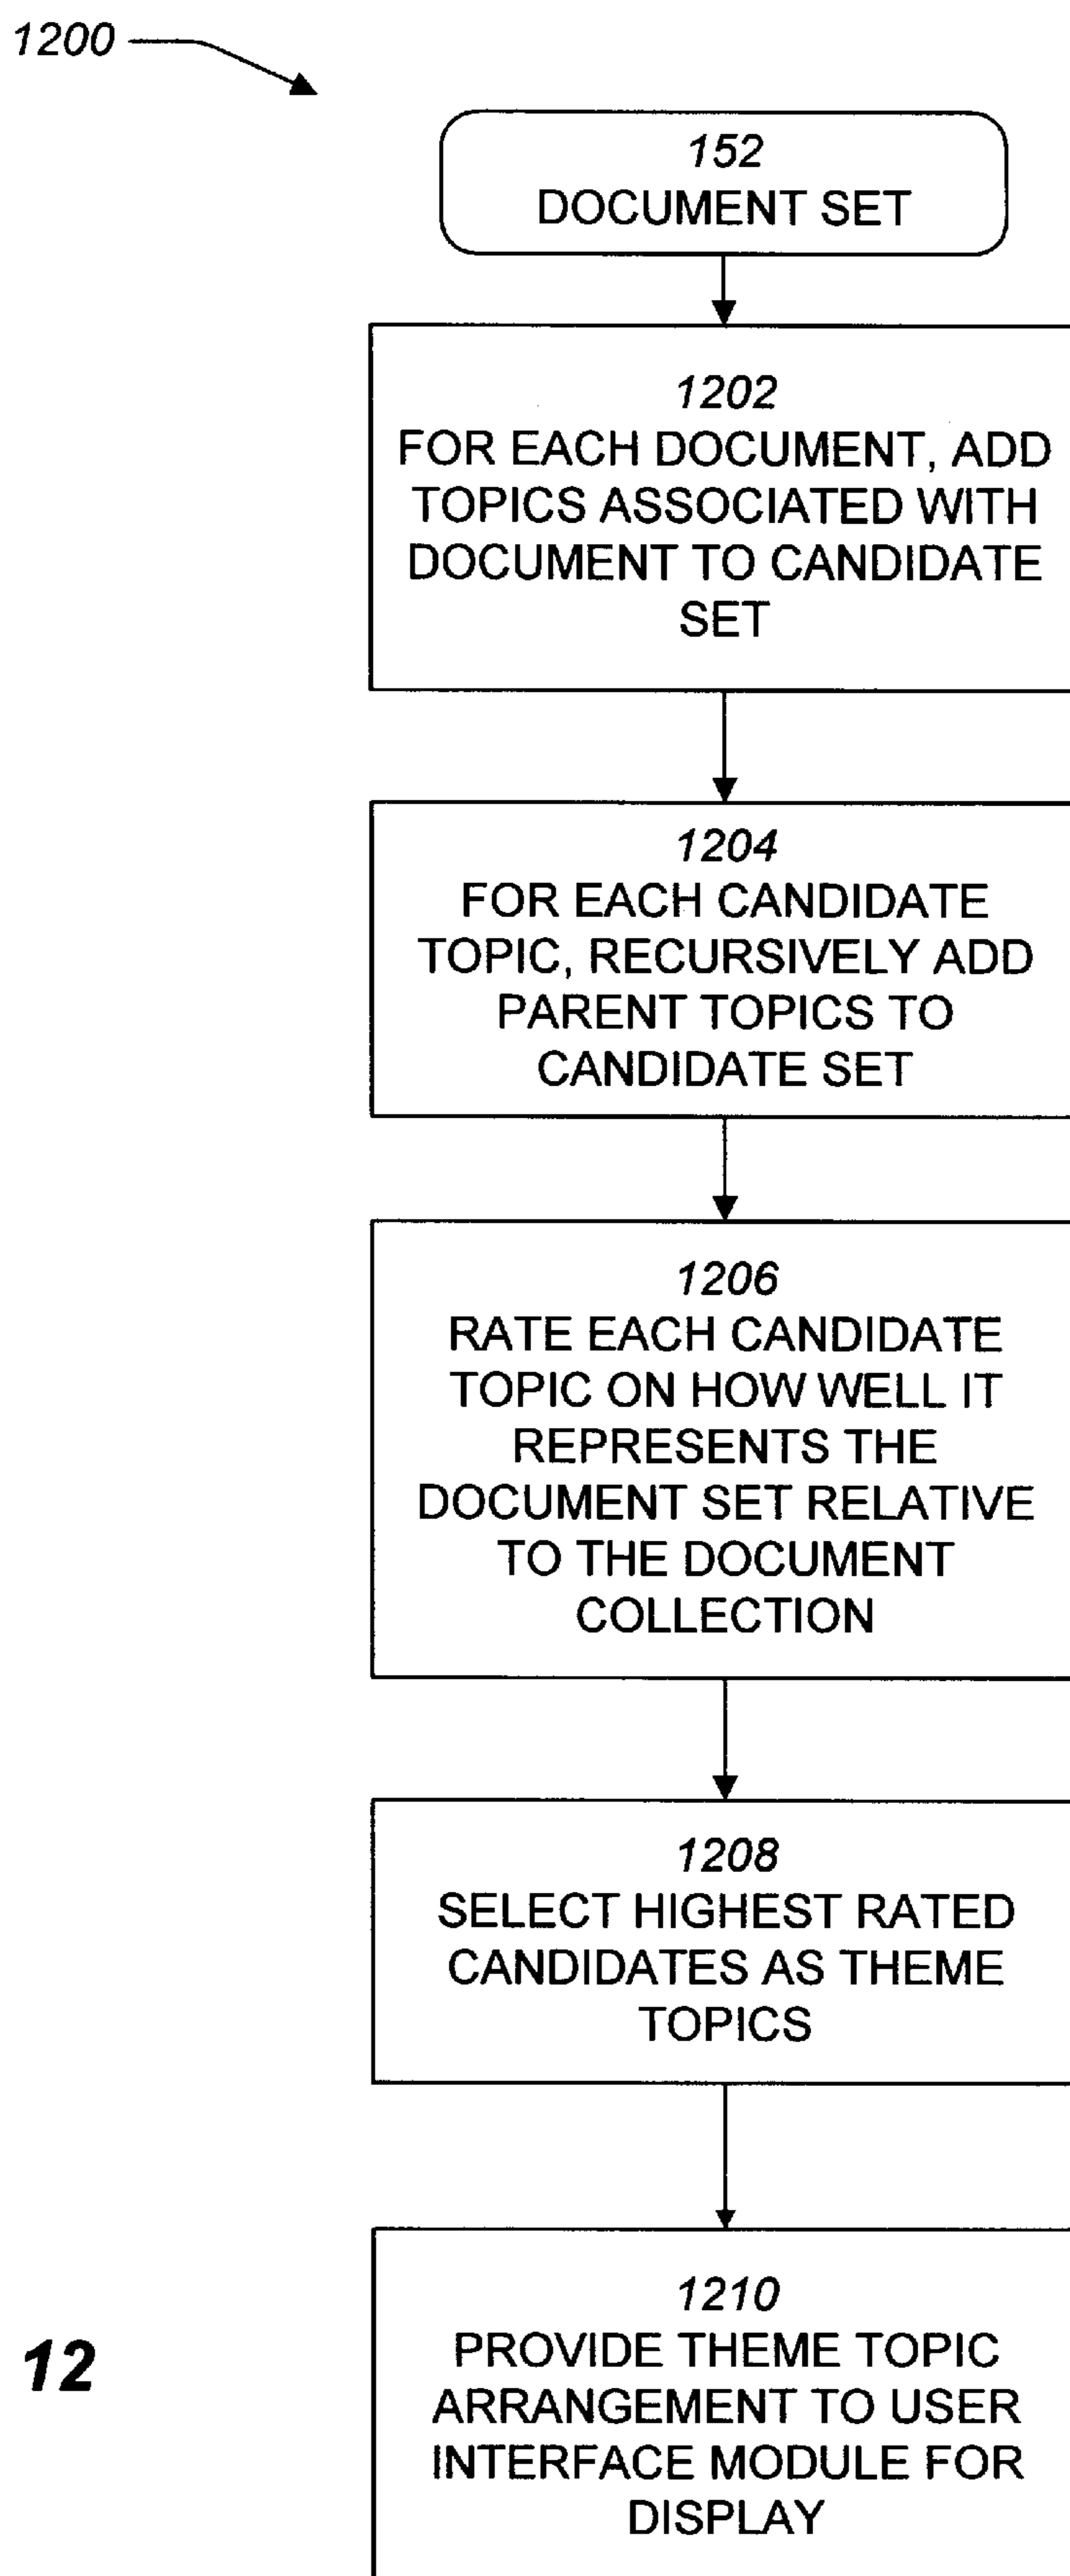 1200
152
DOCUMENT SET
1202
FOR EACH DOCUMENT, ADD
TOPICS ASSOCIATED WITH
DOCUMENT TO CANDIDATE
SET
1204
FOR EACH CANDIDATE
TOPIC, RECURSIVELY ADD
PARENT TOPICS TO
CANDIDATE SET
1206
RATE EACH CANDIDATE
TOPIC ON HOW WELL IT
REPRESENTS THE
DOCUMENT SET RELATIVE
TO THE DOCUMENT
COLLECTION
1208
SELECT HIGHEST RATED
CANDIDATES AS THEME
TOPICS
1210
PROVIDE THEME TOPIC
ARRANGEMENT TO USER
INTERFACE MODULE FOR
DISPLAY
12